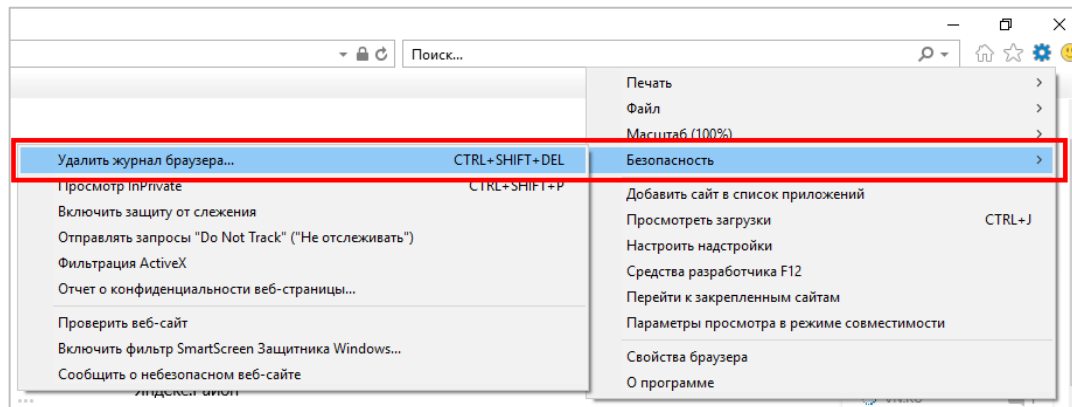 Поиск...
Печать
Файл
Масштаб (100%)
Безопасность
Добавить сайт в список приложений
Просмотреть загрузки CTRL+J
Настроить надстройки
Средства разработчика F12
Перейти к закрепленным сайтам
Параметры просмотра в режиме совместимости
Свойства браузера
О программе
Удалить журнал браузера... CTRL+SHIFT+DEL
Просмотр InPrivate CTRL+SHIFT+P
Включить защиту от слежения
Отправлять запросы "Do Not Track" ("Не отслеживать")
Фильтрация ActiveX
Отчет о конфиденциальности веб-страницы...
Проверить веб-сайт
Включить фильтр SmartScreen Защитника Windows...
Сообщить о небезопасном веб-сайте